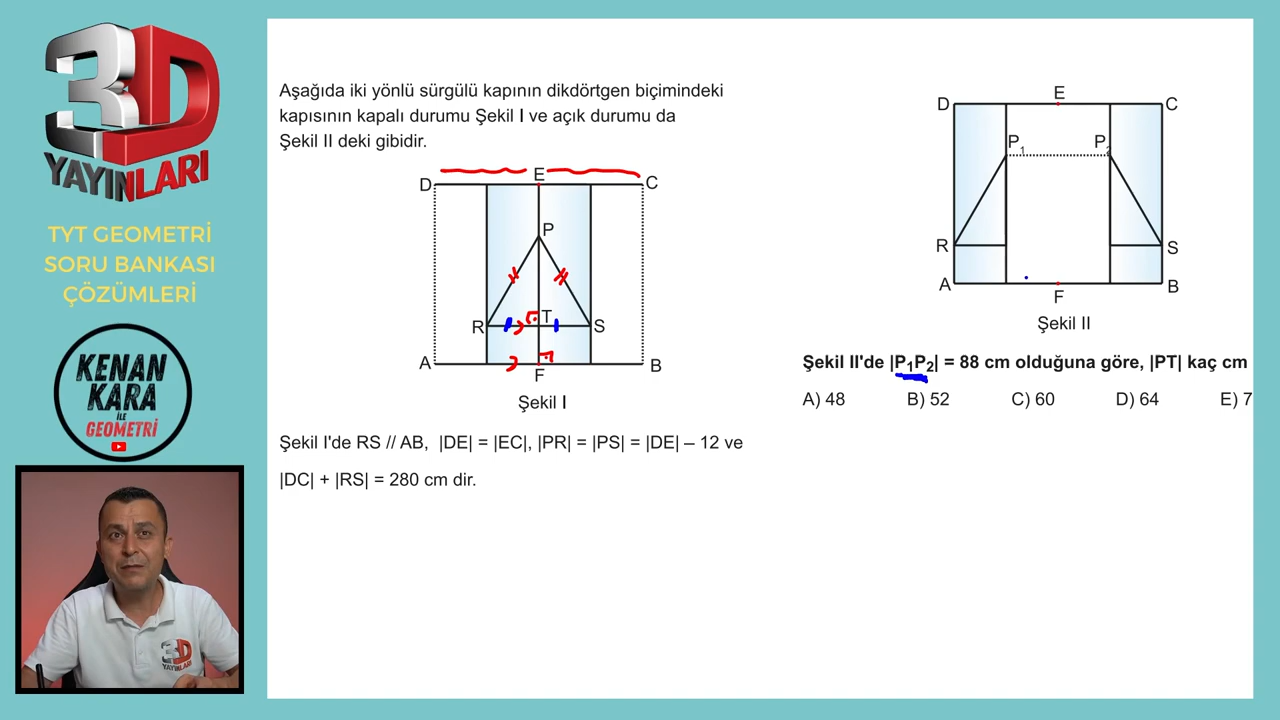 3D
YAYINLARI
TYT GEOMETRİ
SORU BANKASI
ÇÖZÜMLERİ
KENAN
KARA
İLE
GEOMETRİ
3D
YAYINLARI
Aşağıda iki yönlü sürgülü kapının dikdörtgen biçimindeki
kapısının kapalı durumu Şekil I ve açık durumu da
Şekil II deki gibidir.
D E C
P
R T S
A F B
Şekil I
Şekil I'de RS // AB, |DE| = |EC|, |PR| = |PS| = |DE| – 12 ve
|DC| + |RS| = 280 cm dir.
D E C
P1 P2
R S
A F B
Şekil II
Şekil II'de |P1P2| = 88 cm olduğuna göre, |PT| kaç cm
A) 48 B) 52 C) 60 D) 64 E) 7